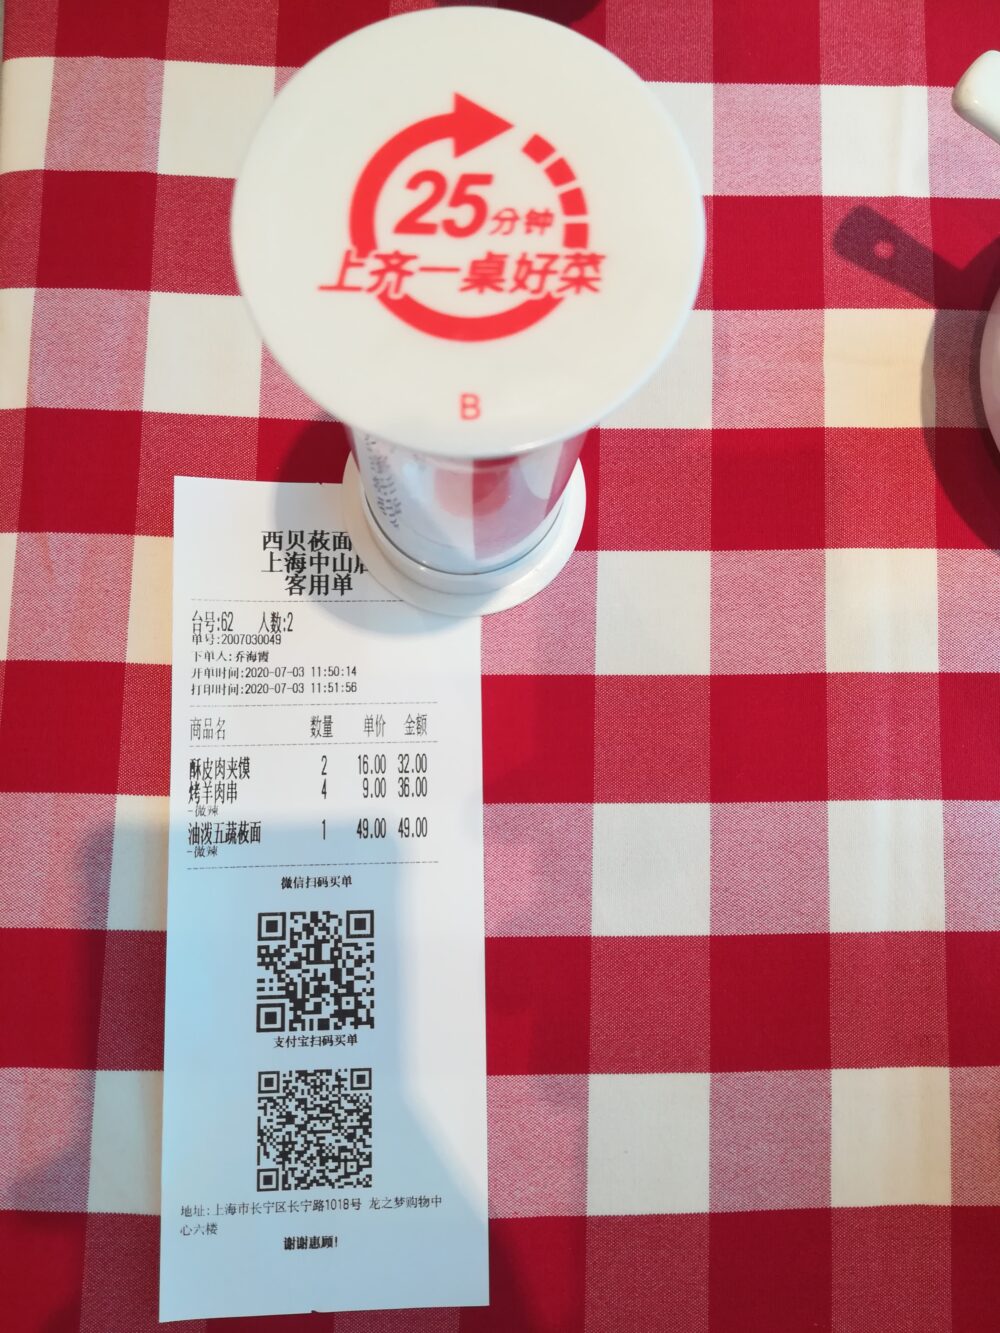 25分钟
上齐一桌好菜
B
西贝莜面
上海中山店
客用单
台号:62 人数:2
单号:2007030049
下单人:乔海霞
开单时间:2020-07-03 11:50:14
打印时间:2020-07-03 11:51:56
商品名 数量 单价 金额
酥皮肉夹馍 2 16.00 32.00
烤羊肉串 4 9.00 36.00
-微辣
油泼五蔬莜面 1 49.00 49.00
-微辣
微信扫码买单
支付宝扫码买单
地址:上海市长宁区长宁路1018号 龙之梦购物中
心六楼
谢谢惠顾!